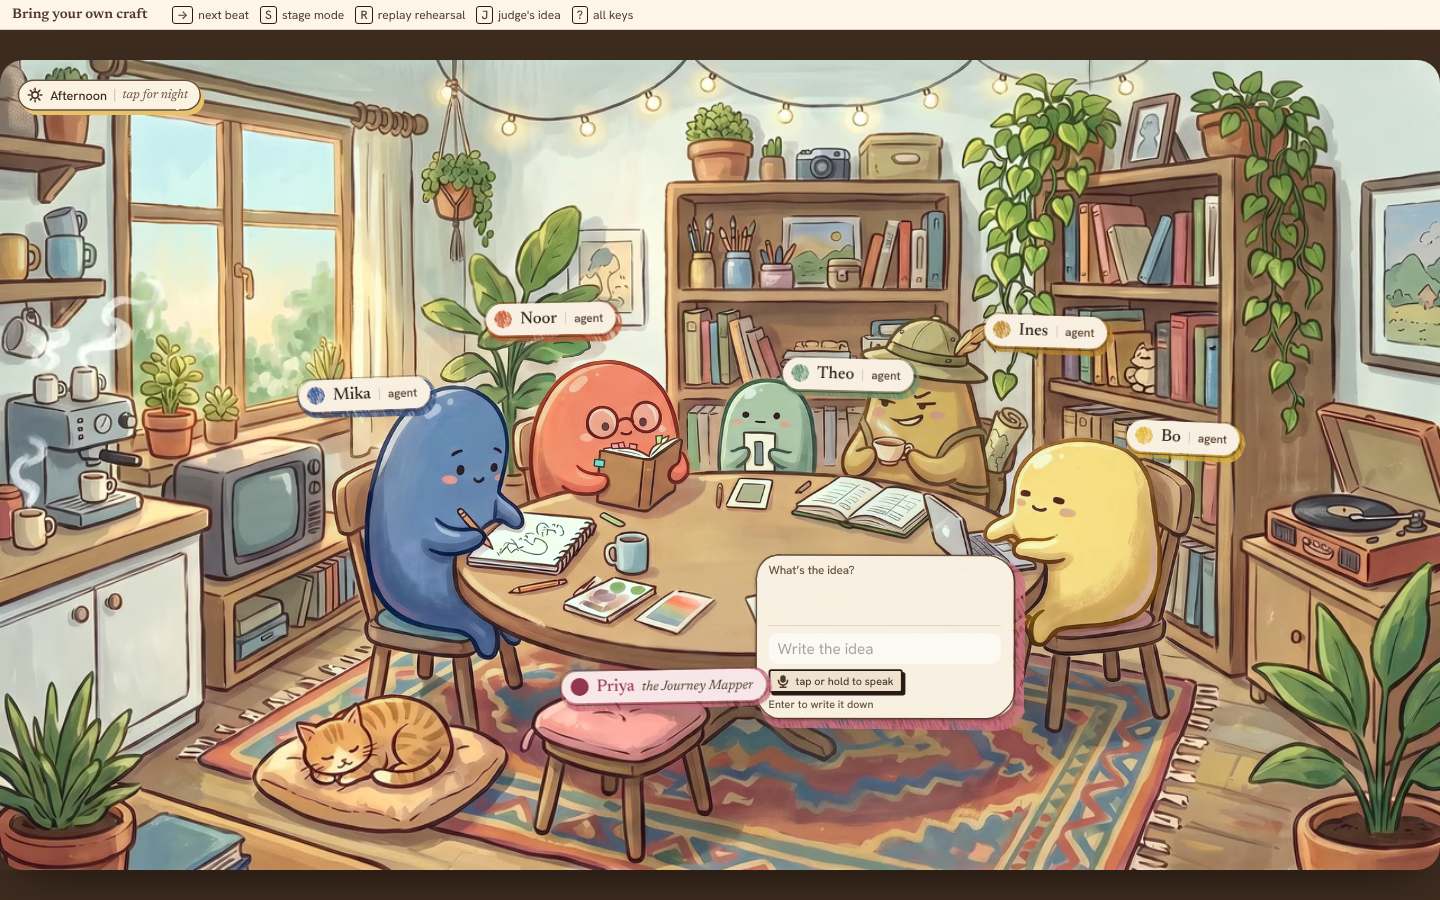 Bring your own craft
→ next beat S stage mode R replay rehearsal J judge's idea ? all keys
Afternoon tap for night
Noor agent
Ines agent
Theo agent
Mika agent
Bo agent
What's the idea?
Write the idea
tap or hold to speak
Priya the Journey Mapper
Enter to write it down